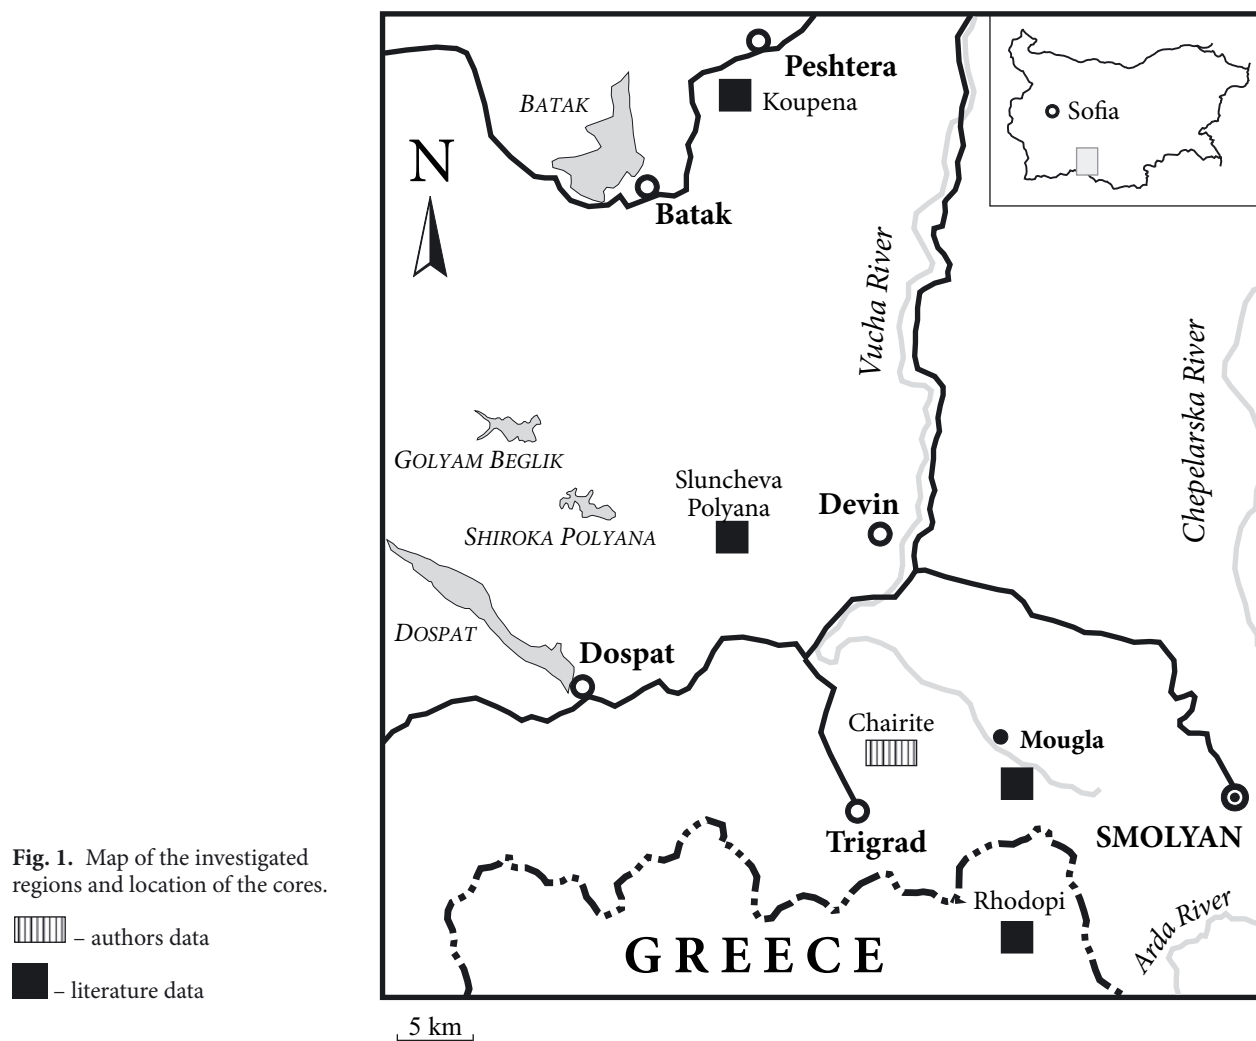 Peshtera
Koupena
BATAK
Sofia
N
Batak
Vucha River
Chepelarska River
GOLYAM BEGLIK
Sluncheva
Polyana
Devin
SHIROKA POLYANA
DOSPAT
Dospat
Chairite
Mougla
SMOLYAN
Trigrad
Rhodopi
GREECE
Arda River
5 km
Fig. 1. Map of the investigated
regions and location of the cores.
– authors data
– literature data